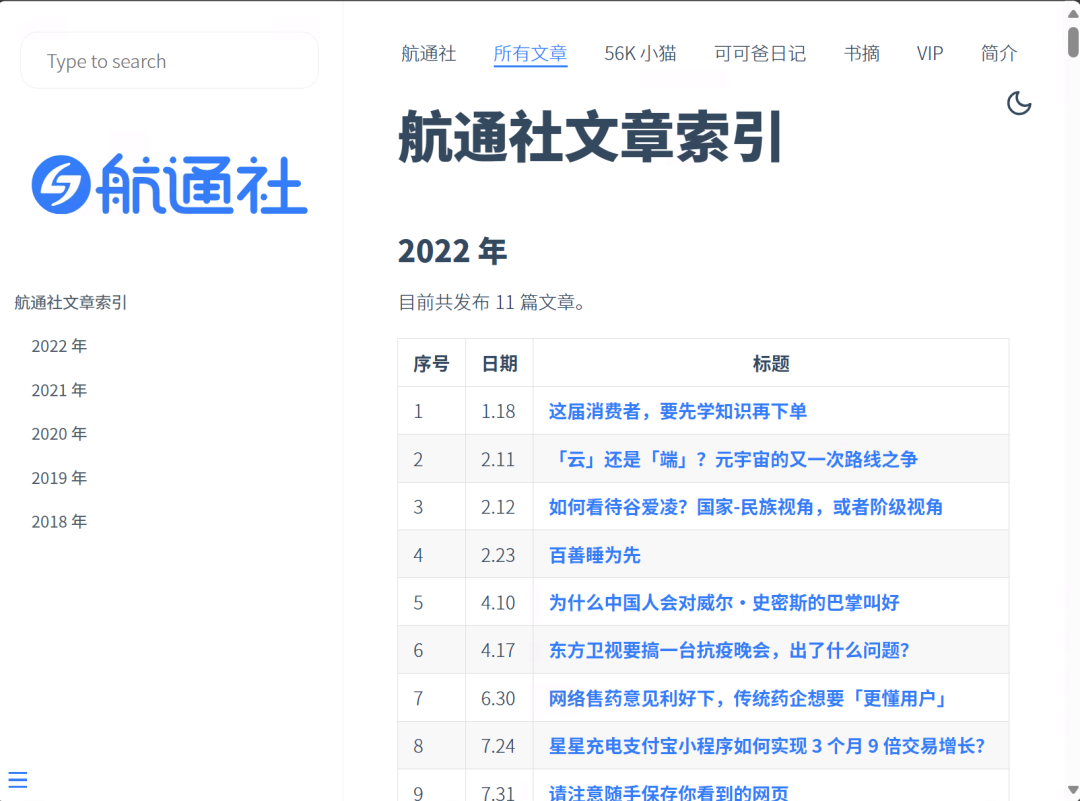 Type to search
航通社
航通社文章索引
2022 年
2021 年
2020 年
2019 年
2018 年
航通社 所有文章 56K 小猫 可可爸日记 书摘 VIP 简介
航通社文章索引
2022 年
目前共发布 11 篇文章。
序号 日期 标题
1 1.18 这届消费者，要先学知识再下单
2 2.11 「云」还是「端」？元宇宙的又一次路线之争
3 2.12 如何看待谷爱凌？国家-民族视角，或者阶级视角
4 2.23 百善睡为先
5 4.10 为什么中国人会对威尔·史密斯的巴掌叫好
6 4.17 东方卫视要搞一台抗疫晚会，出了什么问题？
7 6.30 网络售药意见利好下，传统药企想要「更懂用户」
8 7.24 星星充电支付宝小程序如何实现 3 个月 9 倍交易增长？
9 7.31 请注意随手保存你看到的网页